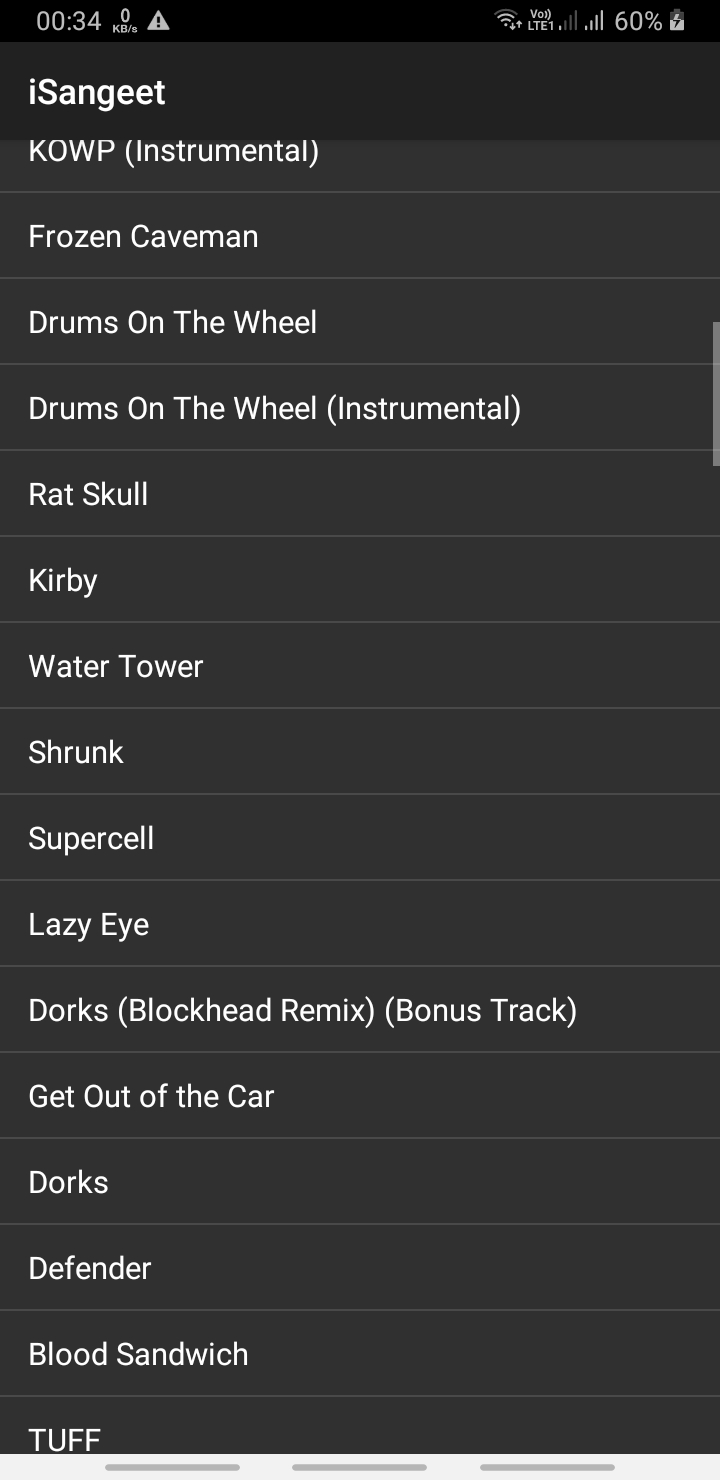 00:34 0 KB/s Vo)) LTE1 60%
iSangeet
KOWP (Instrumental)
Frozen Caveman
Drums On The Wheel
Drums On The Wheel (Instrumental)
Rat Skull
Kirby
Water Tower
Shrunk
Supercell
Lazy Eye
Dorks (Blockhead Remix) (Bonus Track)
Get Out of the Car
Dorks
Defender
Blood Sandwich
TUFF